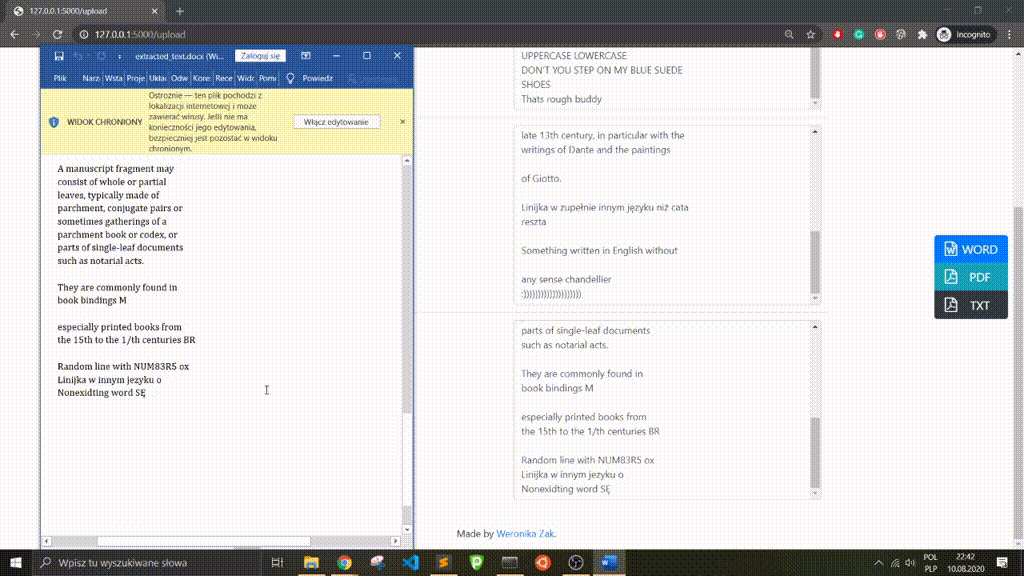 127.0.0.1:5000/upload
127.0.0.1:5000/upload
Incognito
extracted_text.docx (Wi...
Zaloguj się
Plik Narzę Wsta Proje Ukła Odw Kores Rece Widc Pomo Powiedz
WIDOK CHRONIONY
Ostrożnie — ten plik pochodzi z
lokalizacji internetowej i może
zawierać wirusy. Jeśli nie ma
konieczności jego edytowania,
bezpieczniej jest pozostać w widoku
chronionym.
Włącz edytowanie
A manuscript fragment may
consist of whole or partial
leaves, typically made of
parchment, conjugate pairs or
sometimes gatherings of a
parchment book or codex, or
parts of single-leaf documents
such as notarial acts.
They are commonly found in
book bindings M
especially printed books from
the 15th to the 1/th centuries BR
Random line with NUM83R5 ox
Linijka w innym jezyku o
Nonexidting word SĘ
UPPERCASE LOWERCASE
DON'T YOU STEP ON MY BLUE SUEDE
SHOES
Thats rough buddy
late 13th century, in particular with the
writings of Dante and the paintings
of Giotto.
Linijka w zupełnie innym języku niż cata
reszta
Something written in English without
any sense chandellier
:))))))))))))))))))))
parts of single-leaf documents
such as notarial acts.
They are commonly found in
book bindings M
especially printed books from
the 15th to the 1/th centuries BR
Random line with NUM83R5 ox
Linijka w innym jezyku o
Nonexidting word SĘ
WORD
PDF
TXT
Made by Weronika Zak.
Wpisz tu wyszukiwane słowa
POL
PLP
22:42
10.08.2020